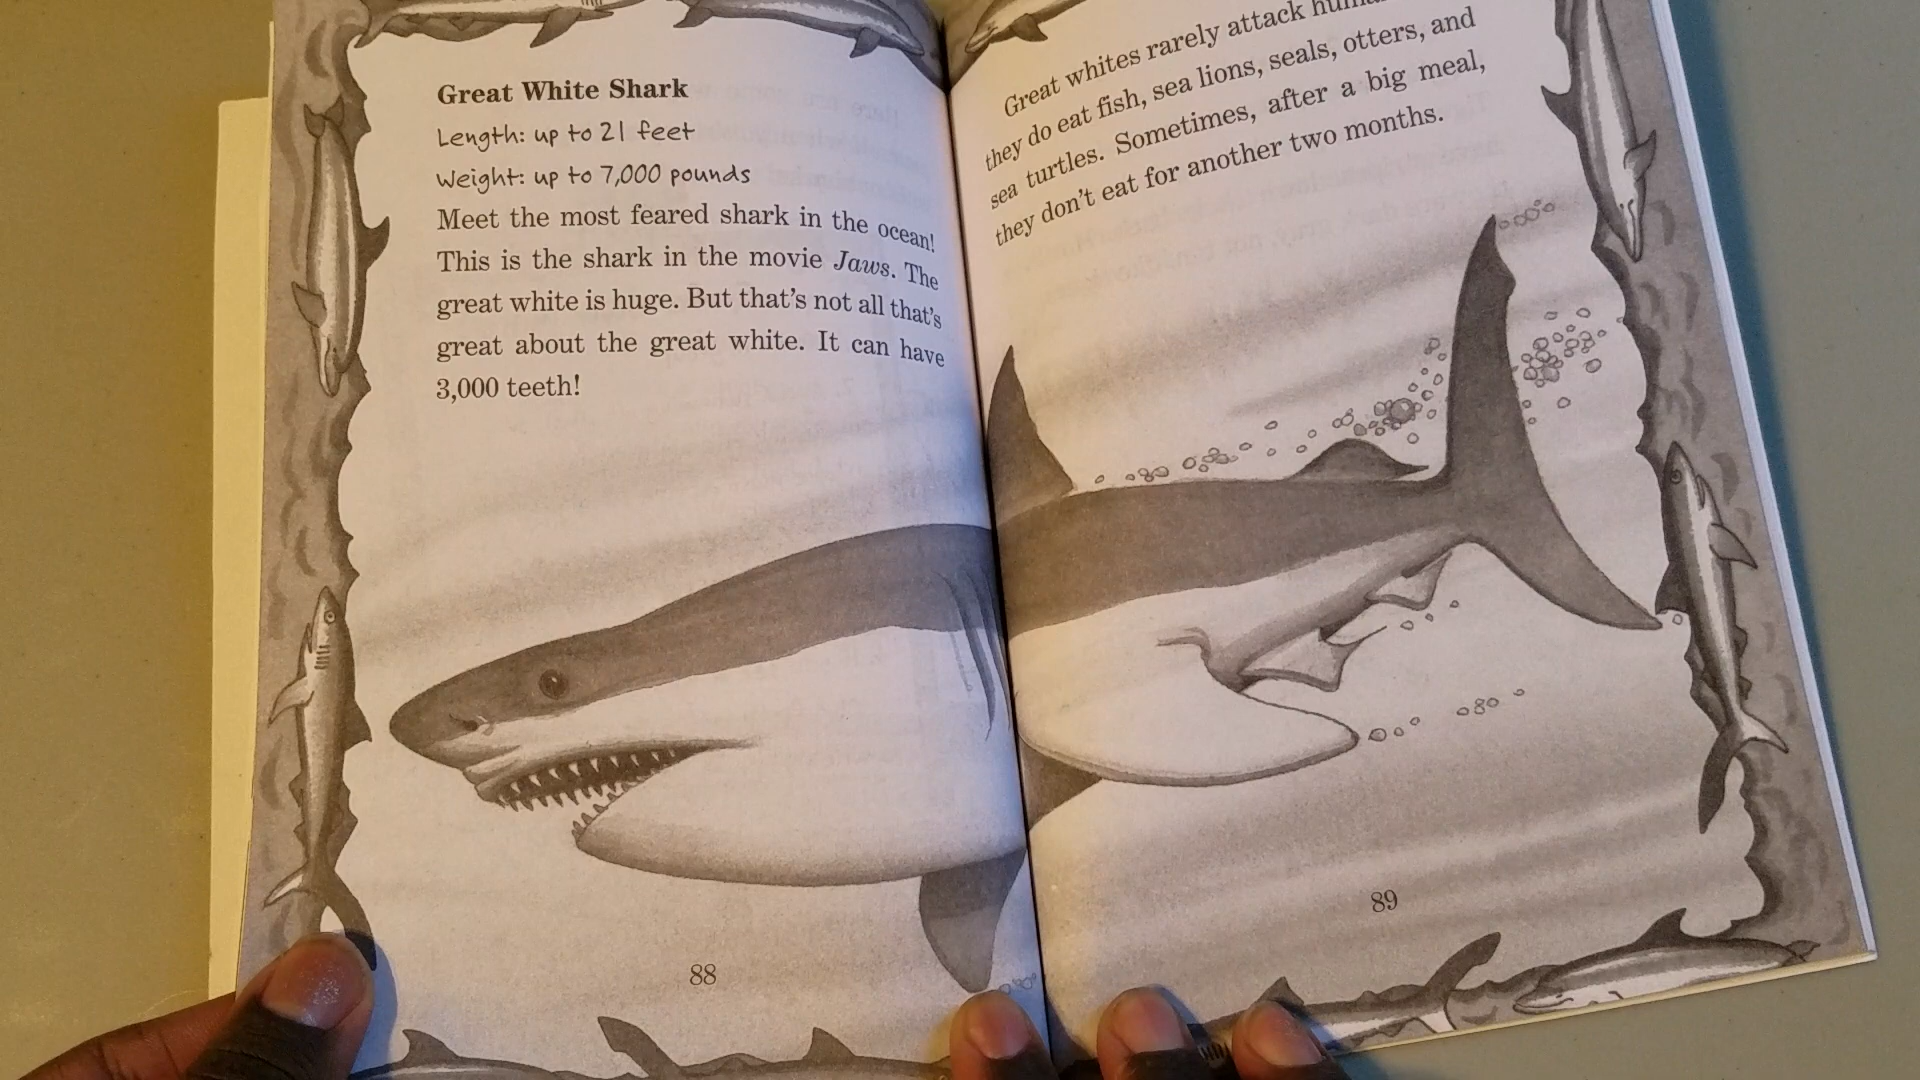 Great White Shark
Length: up to 21 feet
Weight: up to 7,000 pounds
Meet the most feared shark in the ocean!
This is the shark in the movie Jaws. The
great white is huge. But that's not all that's
great about the great white. It can have
3,000 teeth!
88
Great whites rarely attack
they do eat fish, sea lions, seals, otters, and
sea turtles. Sometimes, after a big meal,
they don't eat for another two months.
89